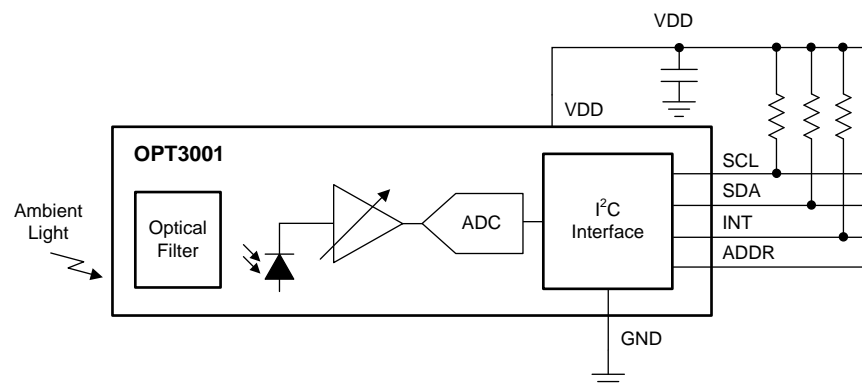 VDD
VDD
OPT3001
SCL
SDA
INT
ADDR
Ambient
Light
Optical
Filter
ADC
I²C
Interface
GND